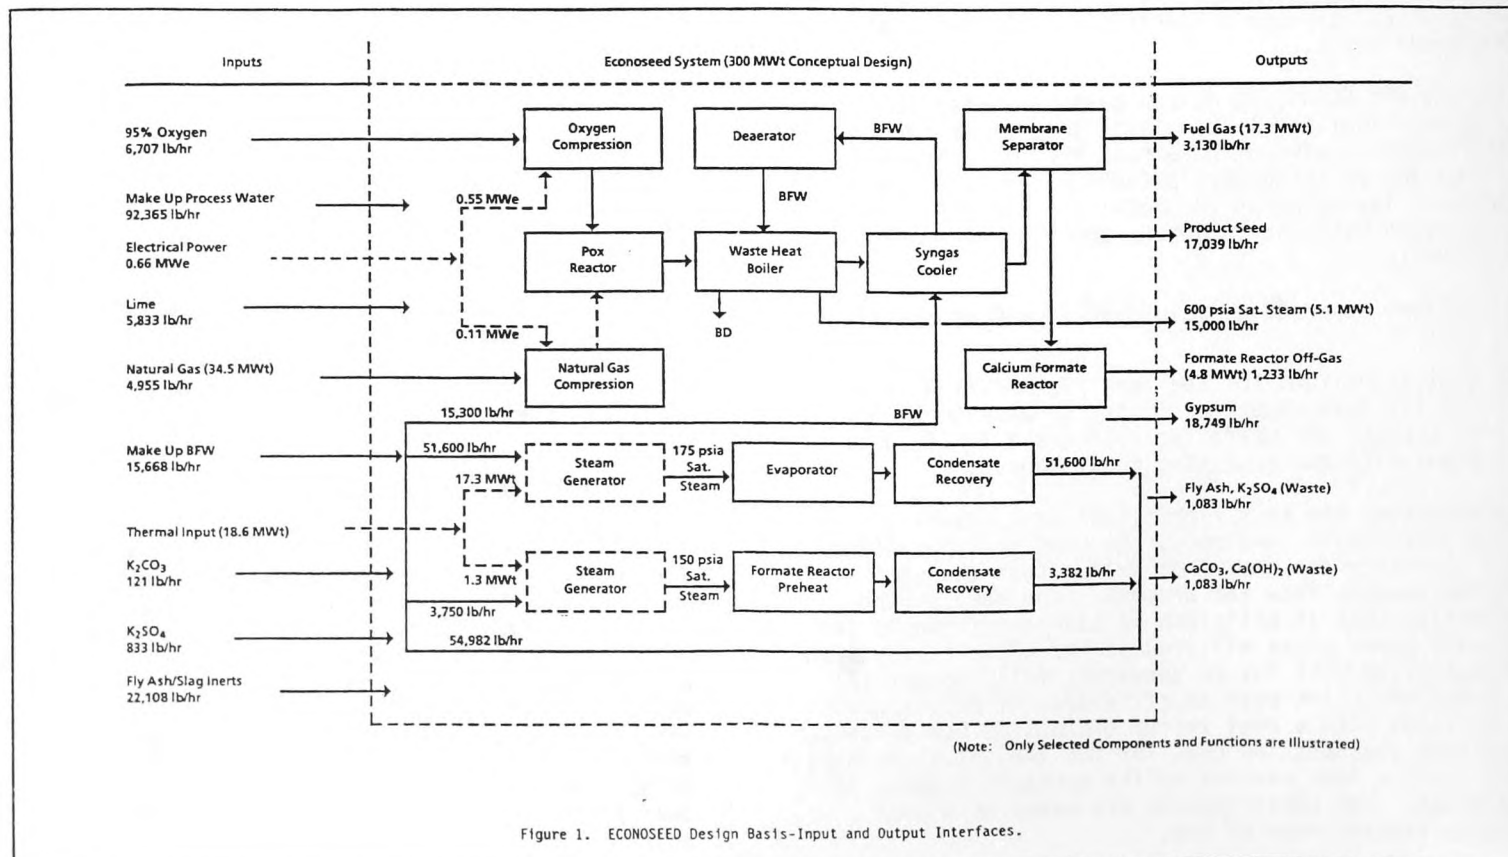 Inputs
Econoseed System (300 MWt Conceptual Design)
Outputs
95% Oxygen
6,707 lb/hr
Make Up Process Water
92,365 lb/hr
Electrical Power
0.66 MWe
Lime
5,833 lb/hr
Natural Gas (34.5 MWt)
4,955 lb/hr
Make Up BFW
15,668 lb/hr
Thermal Input (18.6 MWt)
K₂CO₃
121 lb/hr
K₂SO₄
833 lb/hr
Fly Ash/Slag Inerts
22,108 lb/hr
Oxygen
Compression
Deaerator
BFW
Membrane
Separator
0.55 MWe
BFW
Pox
Reactor
Waste Heat
Boiler
Syngas
Cooler
0.11 MWe
BD
Natural Gas
Compression
Calcium Formate
Reactor
15,300 lb/hr
BFW
51,600 lb/hr
Steam
Generator
175 psia
Sat.
Steam
Evaporator
Condensate
Recovery
51,600 lb/hr
17.3 MWt
1.3 MWt
3,750 lb/hr
Steam
Generator
150 psia
Sat.
Steam
Formate Reactor
Preheat
Condensate
Recovery
3,382 lb/hr
54,982 lb/hr
Fuel Gas (17.3 MWt)
3,130 lb/hr
Product Seed
17,039 lb/hr
600 psia Sat. Steam (5.1 MWt)
15,000 lb/hr
Formate Reactor Off-Gas
(4.8 MWt) 1,233 lb/hr
Gypsum
18,749 lb/hr
Fly Ash, K₂SO₄ (Waste)
1,083 lb/hr
CaCO₃, Ca(OH)₂ (Waste)
1,083 lb/hr
(Note: Only Selected Components and Functions are Illustrated)
Figure 1. ECONOSEED Design Basis-Input and Output Interfaces.